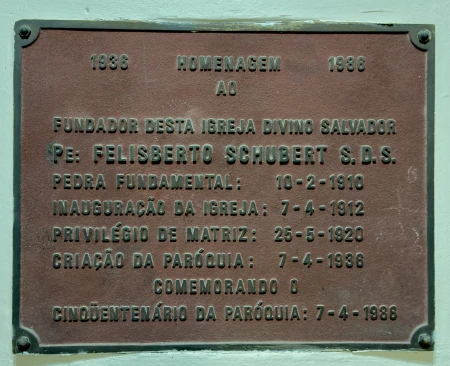 1936 HOMENAGEM 1986
AO
FUNDADOR DESTA IGREJA DIVINO SALVADOR
PE: FELISBERTO SCHUBERT S.D.S.
PEDRA FUNDAMENTAL: 10-2-1910
INAUGURAÇÃO DA IGREJA: 7-4-1912
PRIVILÉGIO DE MATRIZ: 25-5-1920
CRIAÇÃO DA PARÓQUIA: 7-4-1936
COMEMORANDO O
CINQÜENTENÁRIO DA PARÓQUIA: 7-4-1986